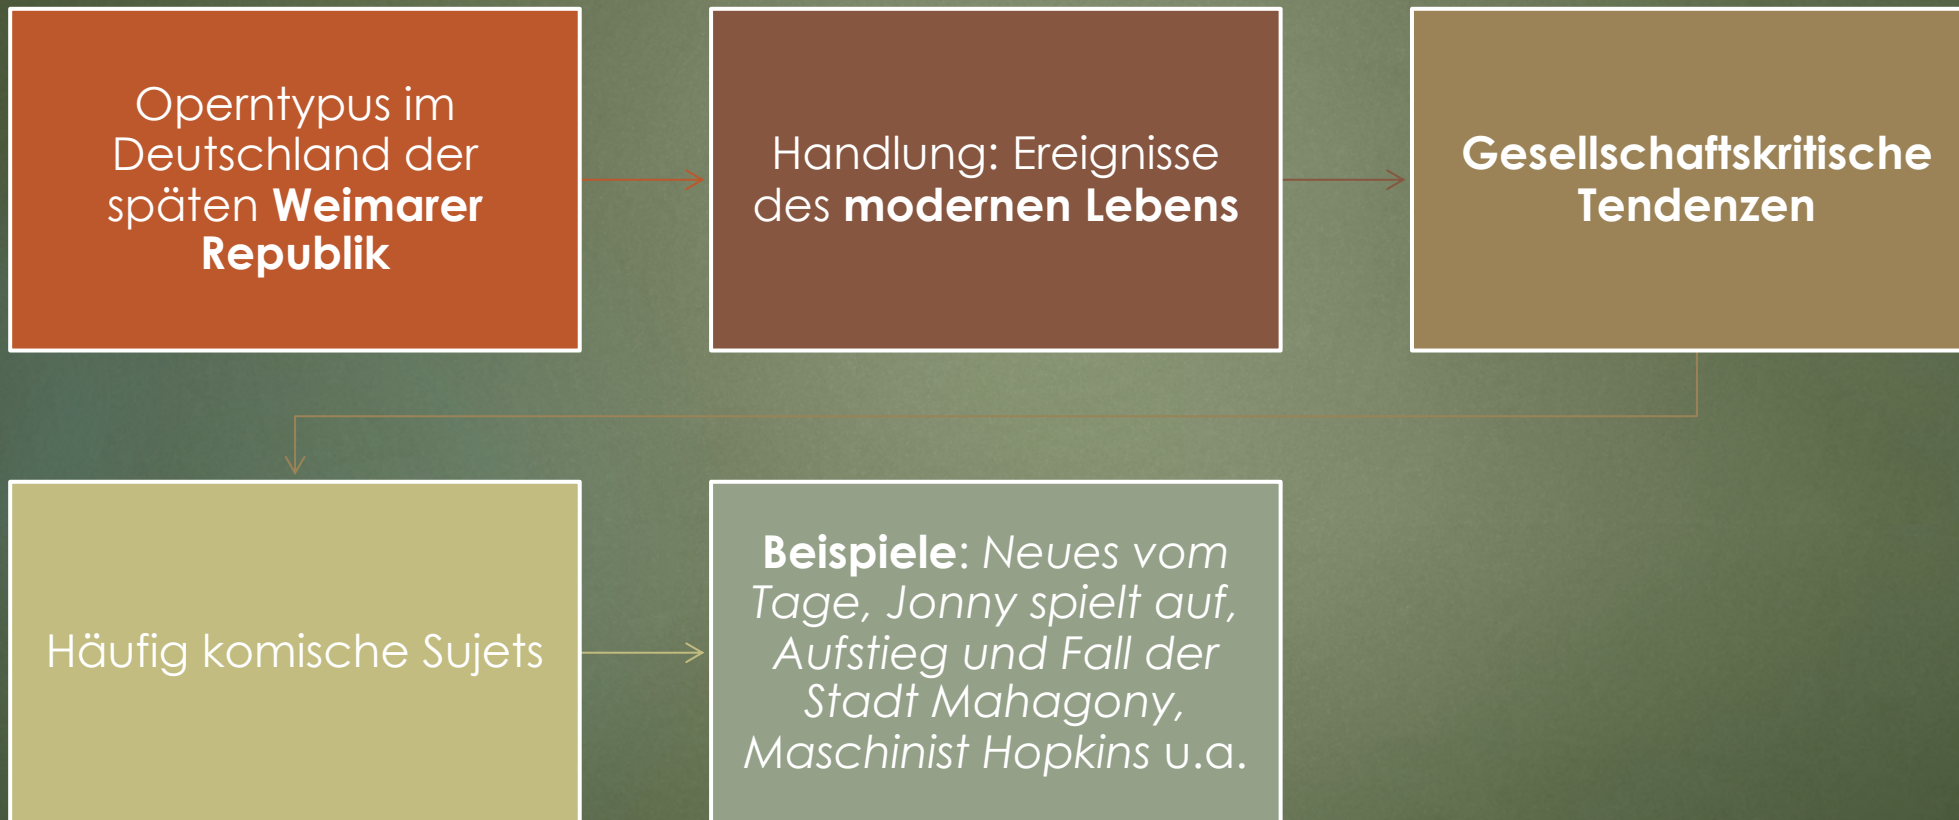 Operntypus im
Deutschland der
späten Weimarer
Republik
Handlung: Ereignisse
des modernen Lebens
Gesellschaftskritische
Tendenzen
Häufig komische Sujets
Beispiele: Neues vom
Tage, Jonny spielt auf,
Aufstieg und Fall der
Stadt Mahagony,
Maschinist Hopkins u.a.